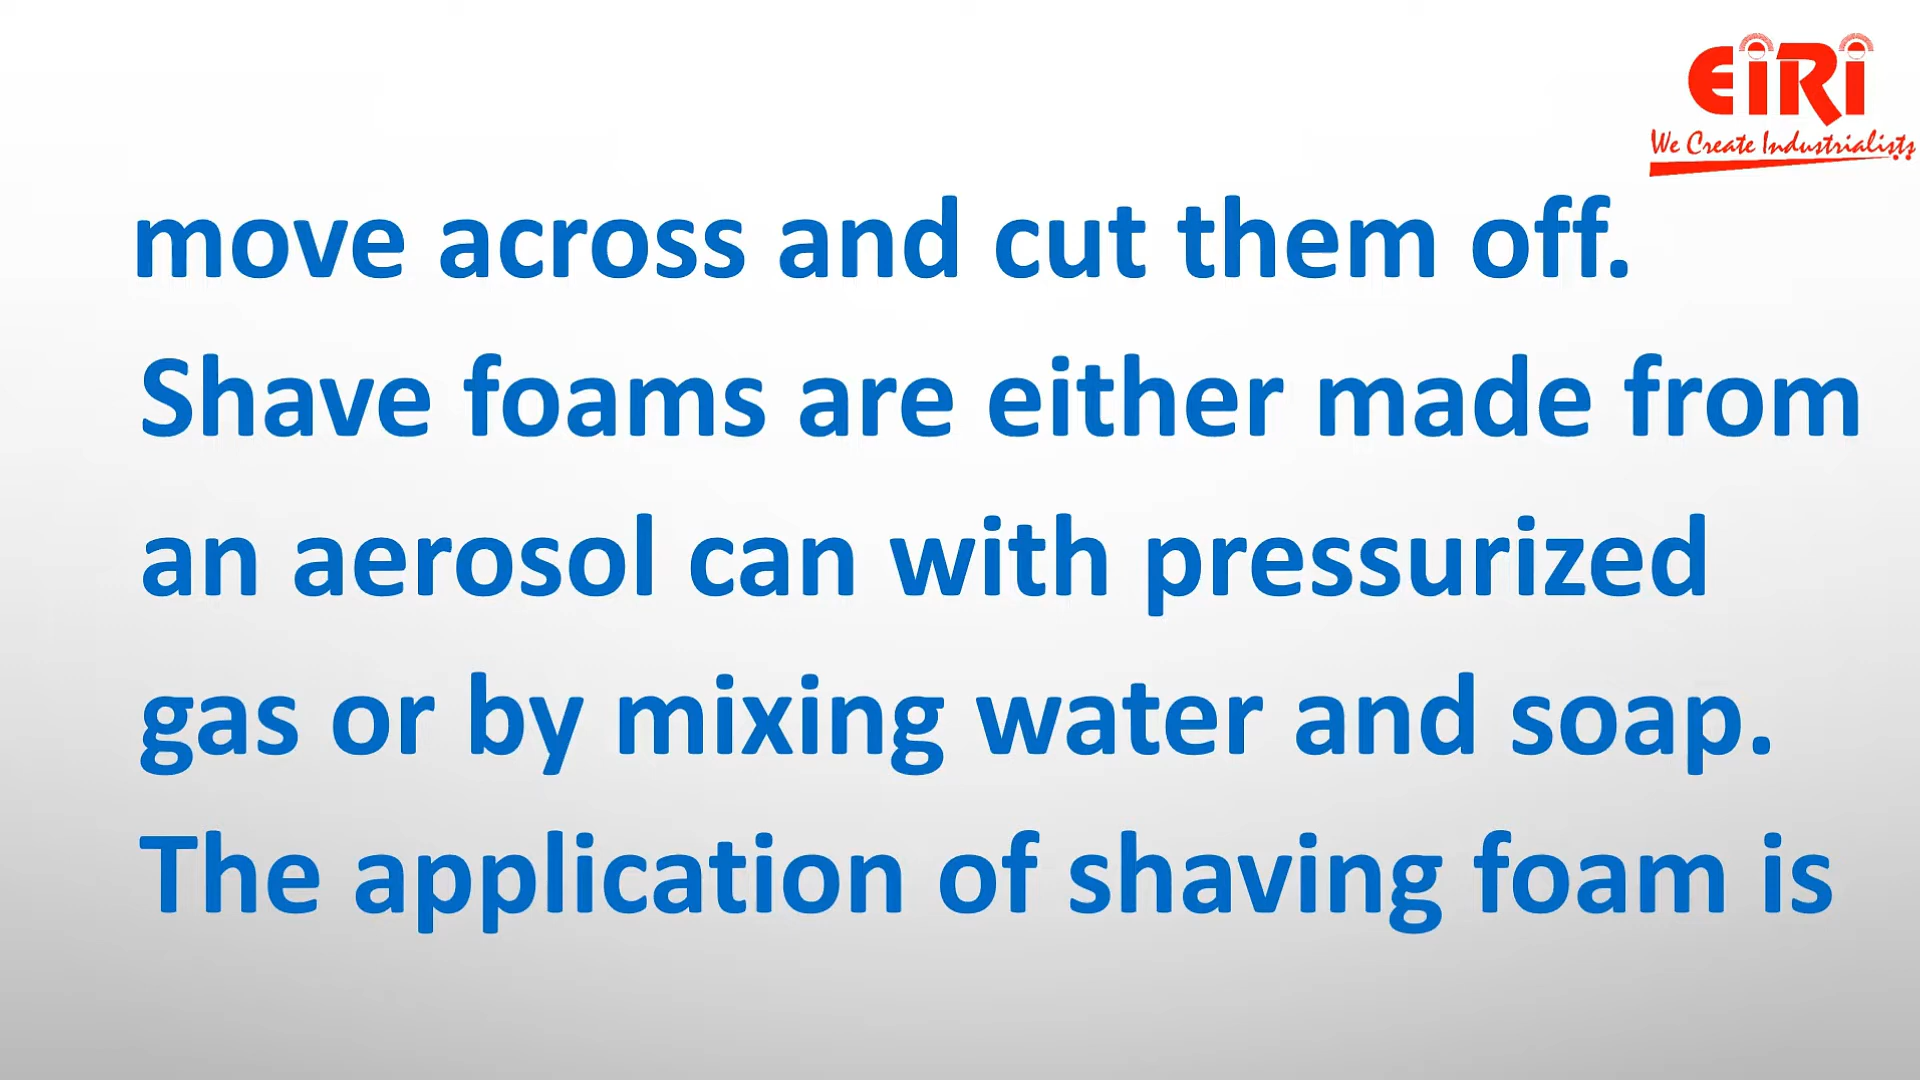 EiRi
We Create Industrialists
move across and cut them off.
Shave foams are either made from
an aerosol can with pressurized
gas or by mixing water and soap.
The application of shaving foam is